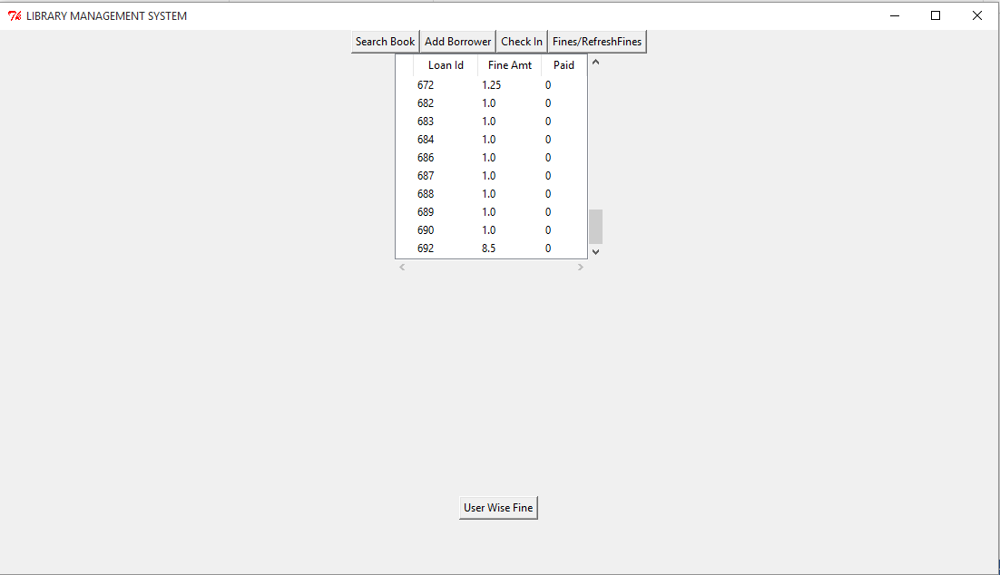 LIBRARY MANAGEMENT SYSTEM
Search Book Add Borrower Check In Fines/RefreshFines
Loan Id Fine Amt Paid
672 1.25 0
682 1.0 0
683 1.0 0
684 1.0 0
686 1.0 0
687 1.0 0
688 1.0 0
689 1.0 0
690 1.0 0
692 8.5 0
User Wise Fine